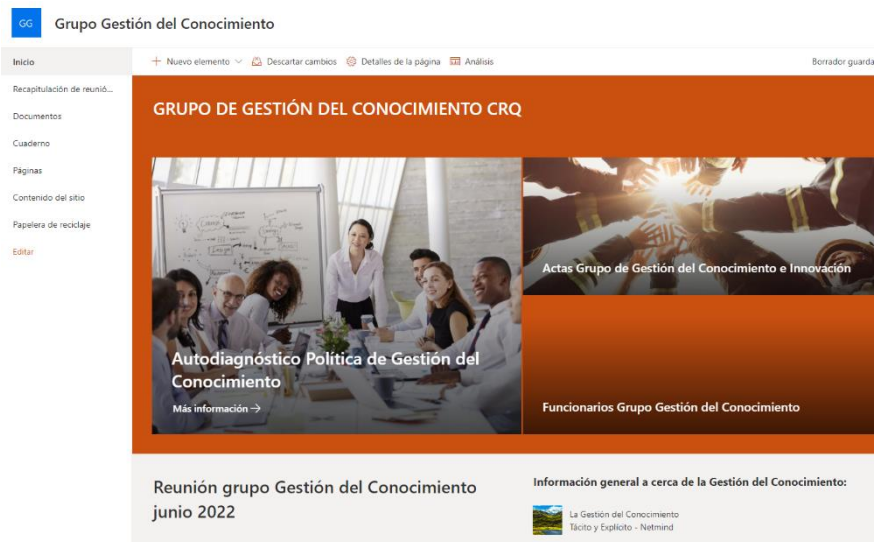 GG
Grupo Gestión del Conocimiento
Inicio
Nuevo elemento
Descartar cambios
Detalles de la página
Análisis
Borrador guarda
Recapitulación de reunió...
Documentos
Cuaderno
Páginas
Contenido del sitio
Papelera de reciclaje
Editar
GRUPO DE GESTIÓN DEL CONOCIMIENTO CRQ
Autodiagnóstico Política de Gestión del
Conocimiento
Más información →
Actas Grupo de Gestión del Conocimiento e Innovación
Funcionarios Grupo Gestión del Conocimiento
Reunión grupo Gestión del Conocimiento
junio 2022
Información general a cerca de la Gestión del Conocimiento:
La Gestión del Conocimiento
Tácito y Explícito - Netmind